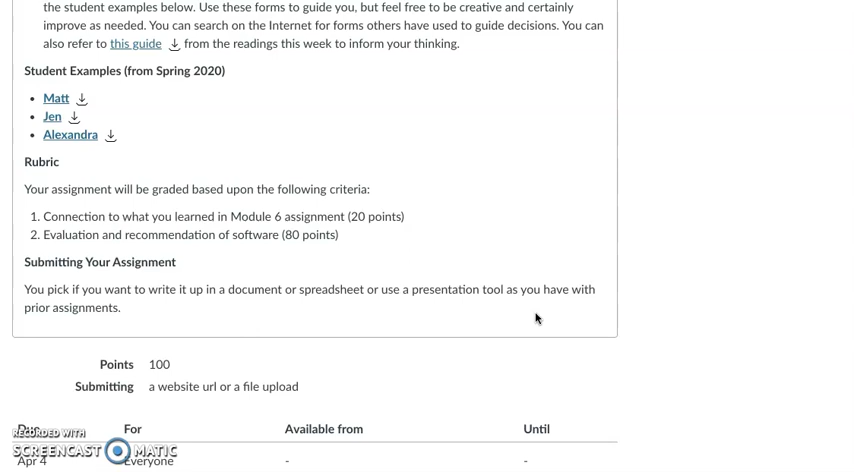 the student examples below. Use these forms to guide you, but feel free to be creative and certainly
improve as needed. You can search on the Internet for forms others have used to guide decisions. You can
also refer to this guide from the readings this week to inform your thinking.
Student Examples (from Spring 2020)
• Matt
• Jen
• Alexandra
Rubric
Your assignment will be graded based upon the following criteria:
1. Connection to what you learned in Module 6 assignment (20 points)
2. Evaluation and recommendation of software (80 points)
Submitting Your Assignment
You pick if you want to write it up in a document or spreadsheet or use a presentation tool as you have with
prior assignments.
Points 100
Submitting a website url or a file upload
Due For Available from Until
RECORDED WITH
SCREENCAST MATIC
Apr 4 Everyone - -